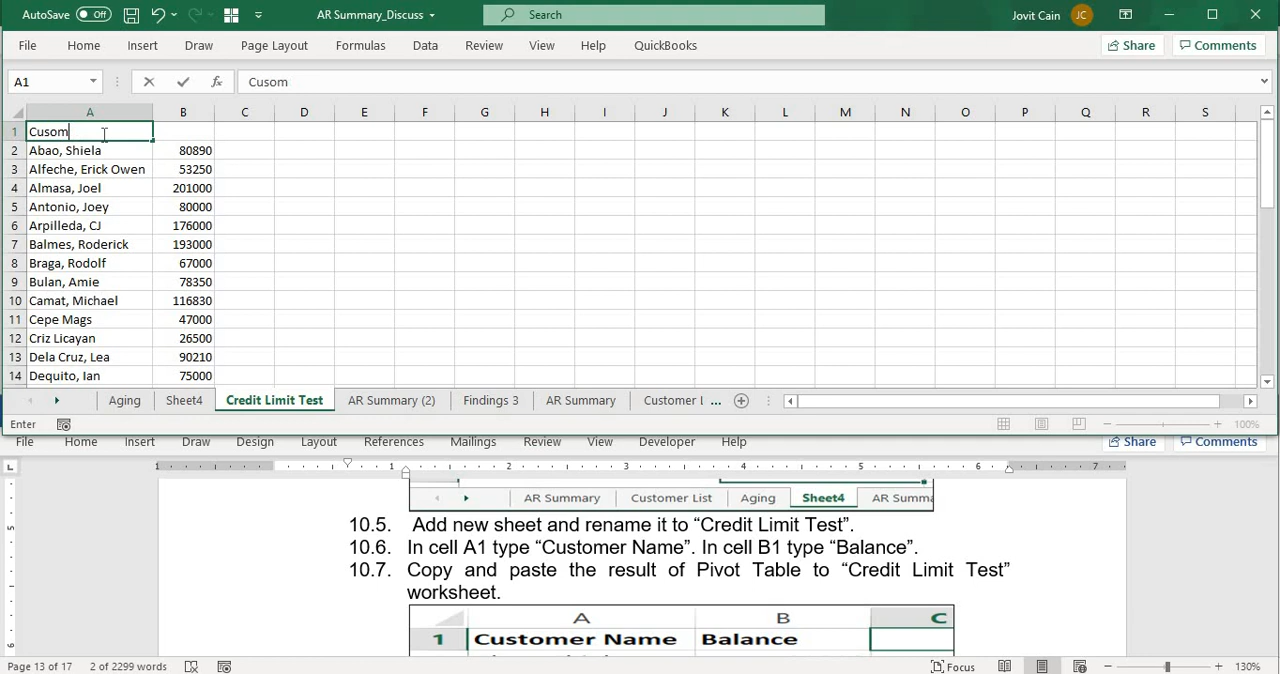 AutoSave Off AR Summary_Discuss Search Jovit Cain JC
File Home Insert Draw Page Layout Formulas Data Review View Help QuickBooks Share Comments
A1 fx Cusom
A B C D E F G H I J K L M N O P Q R S
1 Cusom
2 Abao, Shiela 80890
3 Alfeche, Erick Owen 53250
4 Almasa, Joel 201000
5 Antonio, Joey 80000
6 Arpilleda, CJ 176000
7 Balmes, Roderick 193000
8 Braga, Rodolf 67000
9 Bulan, Amie 78350
10 Camat, Michael 116830
11 Cepe Mags 47000
12 Criz Licayan 26500
13 Dela Cruz, Lea 90210
14 Dequito, Ian 75000
Aging Sheet4 Credit Limit Test AR Summary (2) Findings 3 AR Summary Customer L ...
Enter 100%
File Home Insert Draw Design Layout References Mailings Review View Developer Help Share Comments
1 1 2 3 4 5 6 7
AR Summary Customer List Aging Sheet4 AR Summa
10.5. Add new sheet and rename it to “Credit Limit Test”.
10.6. In cell A1 type “Customer Name”. In cell B1 type “Balance”.
10.7. Copy and paste the result of Pivot Table to “Credit Limit Test”
worksheet.
A B C
1 Customer Name Balance
Page 13 of 17 2 of 2299 words Focus 130%